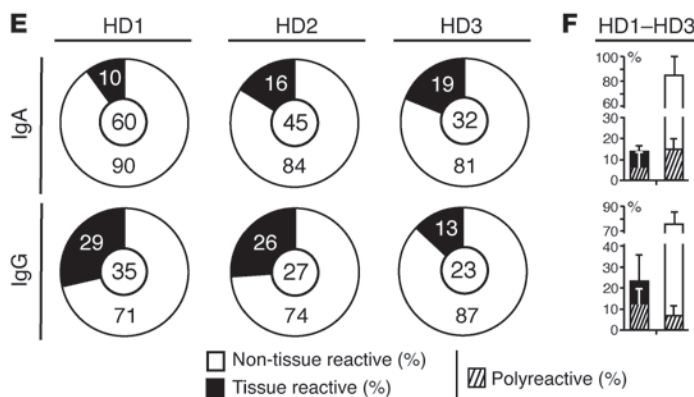 E HD1 HD2 HD3 F HD1–HD3
IgA
10 60 90
16 45 84
19 32 81
%
100
80
60
30
20
10
0
IgG
29 35 71
26 27 74
13 23 87
%
90
70
40
30
20
10
0
Non-tissue reactive (%)
Tissue reactive (%)
Polyreactive (%)